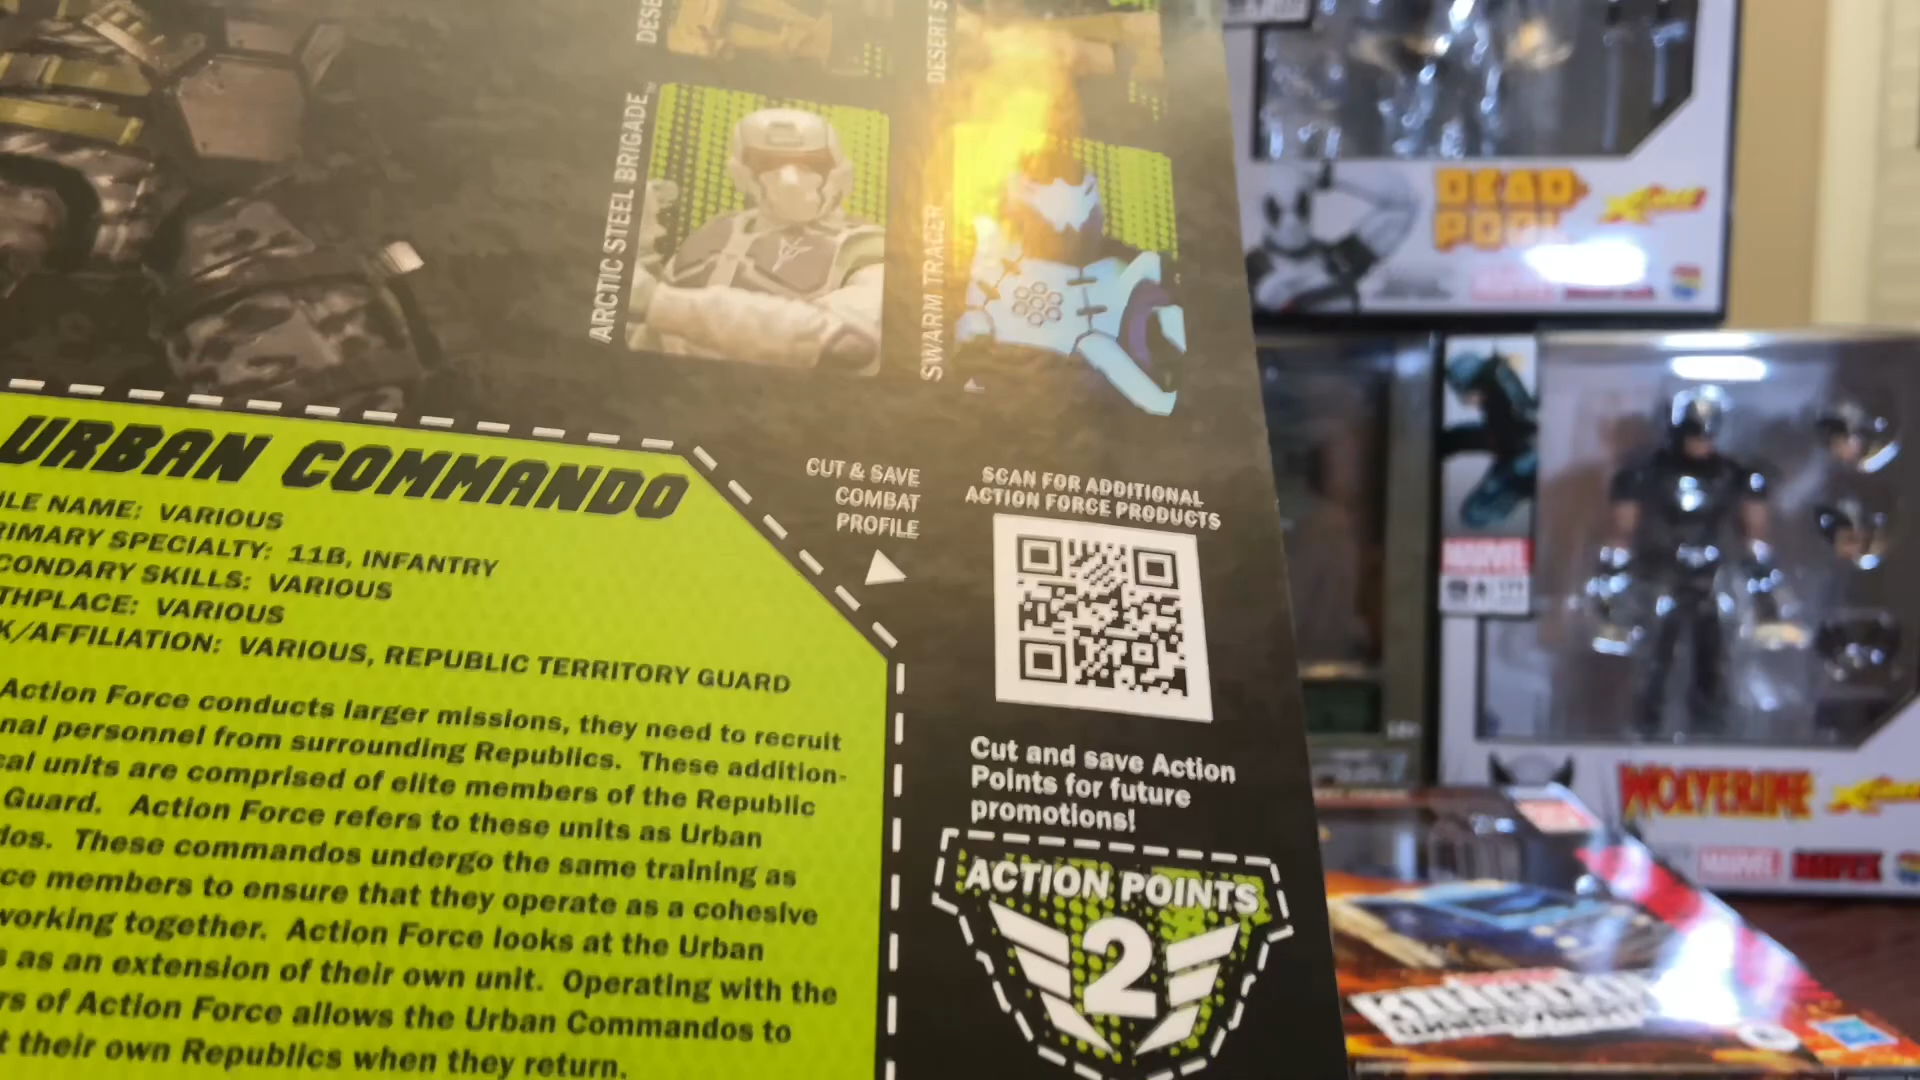 DESE
DESERT S
ARCTIC STEEL BRIGADE™
SWARM TRACER
URBAN COMMANDO
ILE NAME: VARIOUS
RIMARY SPECIALTY: 11B, INFANTRY
CONDARY SKILLS: VARIOUS
THPLACE: VARIOUS
K/AFFILIATION: VARIOUS, REPUBLIC TERRITORY GUARD
Action Force conducts larger missions, they need to recruit
nal personnel from surrounding Republics. These addition-
cal units are comprised of elite members of the Republic
Guard. Action Force refers to these units as Urban
dos. These commandos undergo the same training as
ce members to ensure that they operate as a cohesive
working together. Action Force looks at the Urban
s as an extension of their own unit. Operating with the
rs of Action Force allows the Urban Commandos to
t their own Republics when they return.
CUT & SAVE
COMBAT
PROFILE
SCAN FOR ADDITIONAL
ACTION FORCE PRODUCTS
Cut and save Action
Points for future
promotions!
ACTION POINTS
2
DEAD
POOL
MARVEL
WOLVERINE
MARVEL
MAFEX